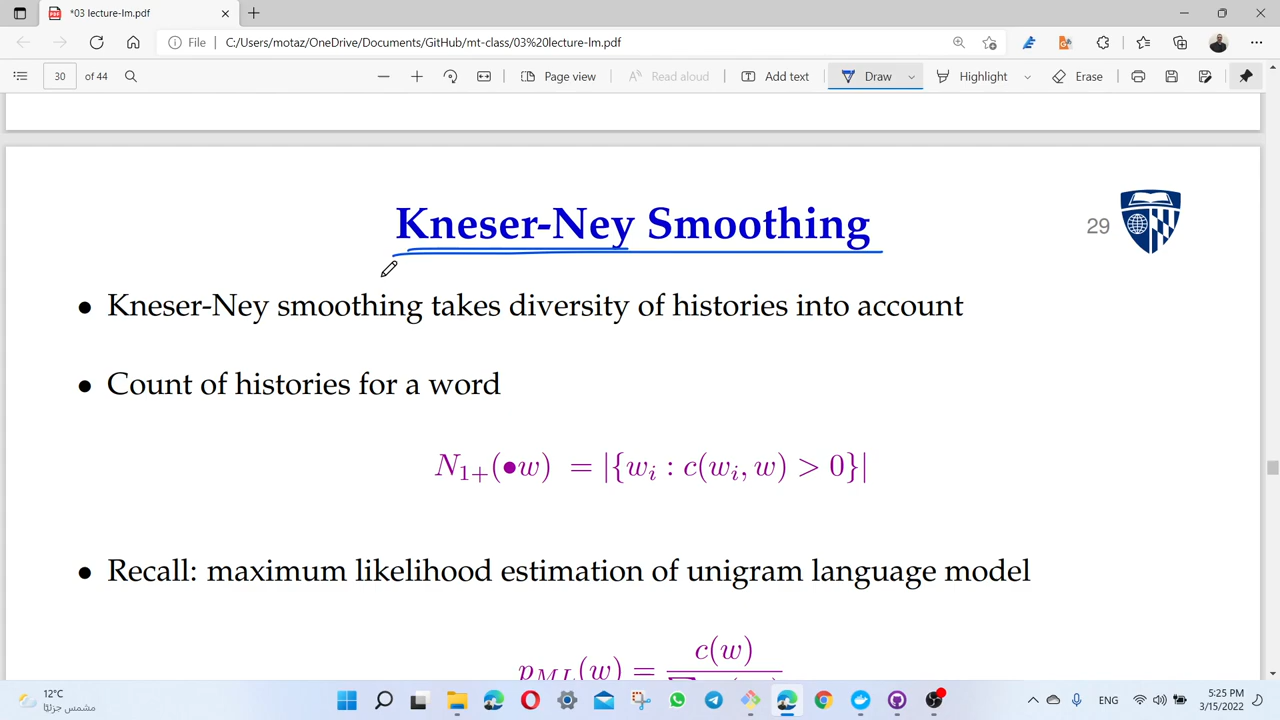 *03 lecture-lm.pdf
File
C:/Users/motaz/OneDrive/Documents/GitHub/mt-class/03%20lecture-lm.pdf
30 of 44
Page view
Read aloud
Add text
Draw
Highlight
Erase
Kneser-Ney Smoothing
29
• Kneser-Ney smoothing takes diversity of histories into account
• Count of histories for a word
N₁₊(•w) = |{wᵢ : c(wᵢ, w) > 0}|
• Recall: maximum likelihood estimation of unigram language model
c(w)
p_ML(w) =
12°C
مشمس جزئيًا
ENG
5:25 PM
3/15/2022